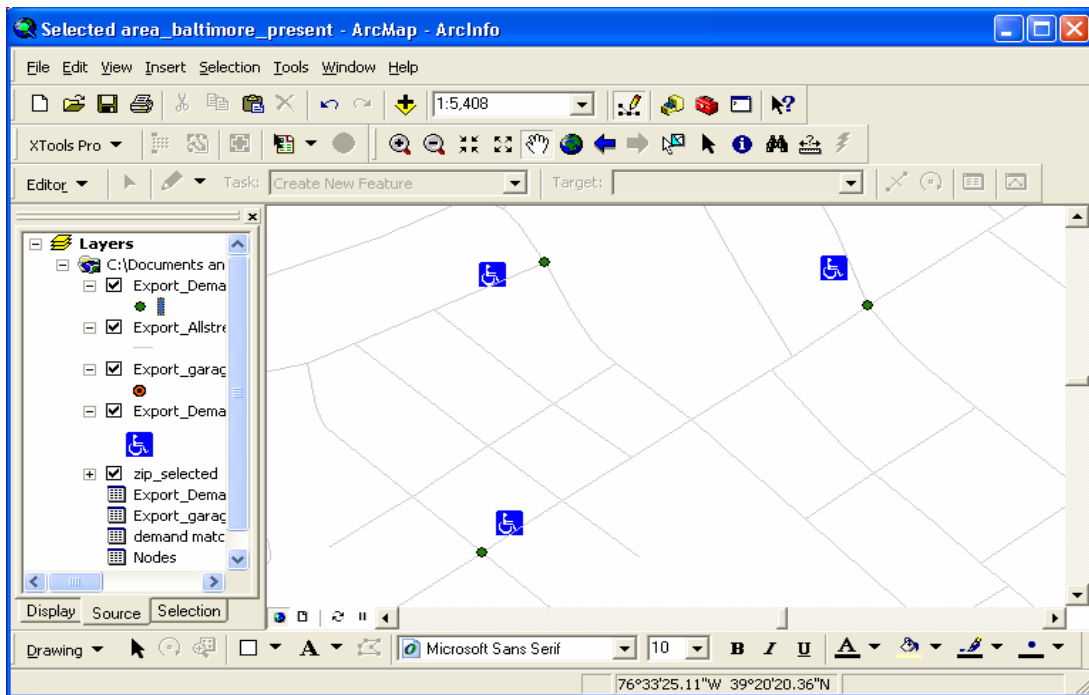 Selected area_baltimore_present - ArcMap - ArcInfo
File Edit View Insert Selection Tools Window Help
1:5,408
XTools Pro
Editor Task: Create New Feature Target:
Layers
C:\Documents an
Export_Dema
Export_Allstre
Export_garag
Export_Dema
zip_selected
Export_Dema
Export_garag
demand matc
Nodes
Display Source Selection
Drawing A Microsoft Sans Serif 10 B I U A
76°33'25.11"W 39°20'20.36"N